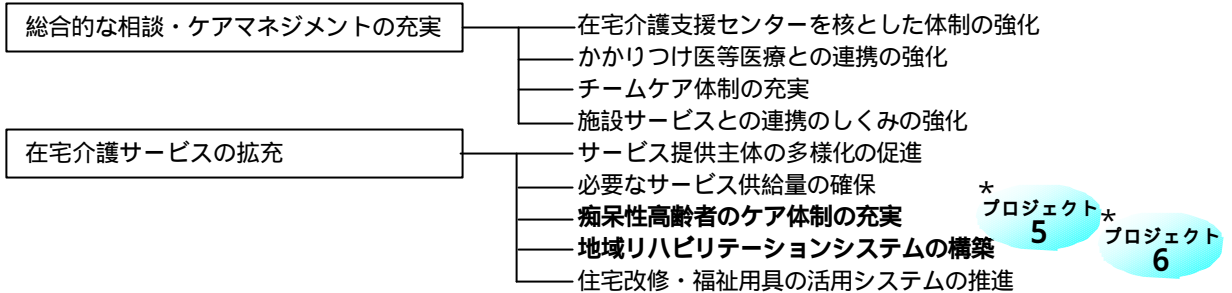 総合的な相談・ケアマネジメントの充実
在宅介護支援センターを核とした体制の強化
かかりつけ医等医療との連携の強化
チームケア体制の充実
施設サービスとの連携のしくみの強化
在宅介護サービスの拡充
サービス提供主体の多様化の促進
必要なサービス供給量の確保
痴呆性高齢者のケア体制の充実
*
プロジェクト
5
地域リハビリテーションシステムの構築
*
プロジェクト
6
住宅改修・福祉用具の活用システムの推進